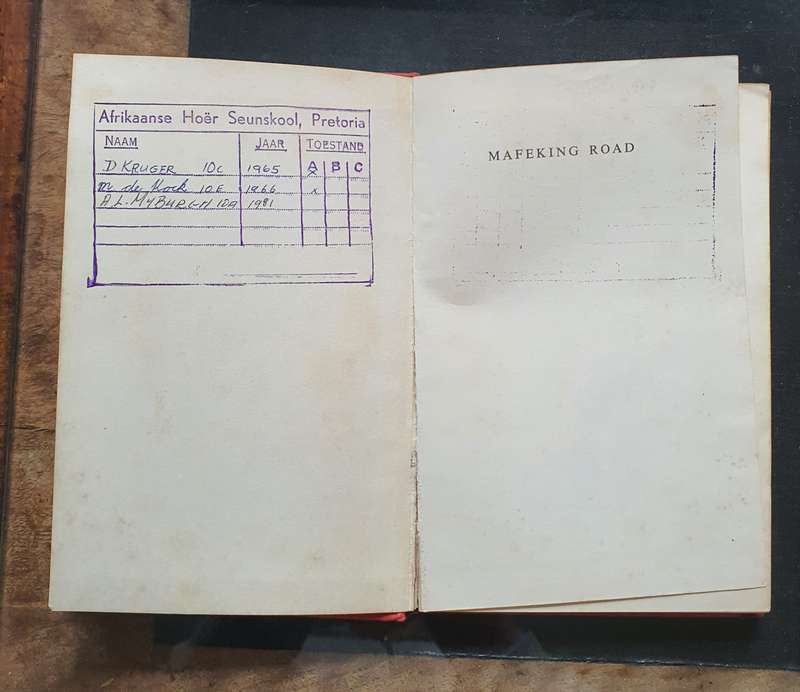 Afrikaanse Hoër Seunskool, Pretoria
NAAM JAAR TOESTAND
A B C
D KRUGER 10C 1965 x
M de Kock 10E 1966 x
A L. MYBURGH 10A 1981
MAFEKING ROAD